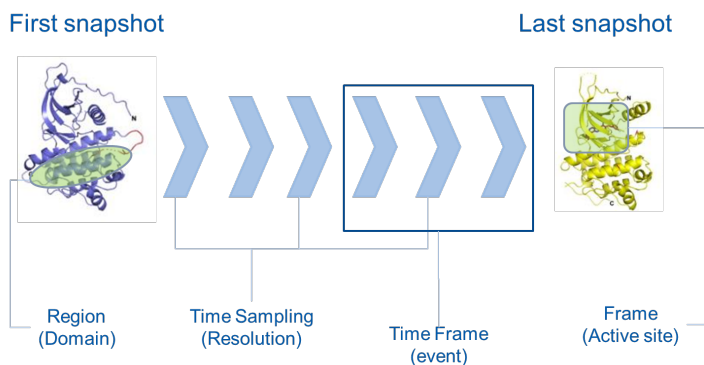 First snapshot
Last snapshot
N
N
C
Region
(Domain)
Time Sampling
(Resolution)
Time Frame
(event)
Frame
(Active site)